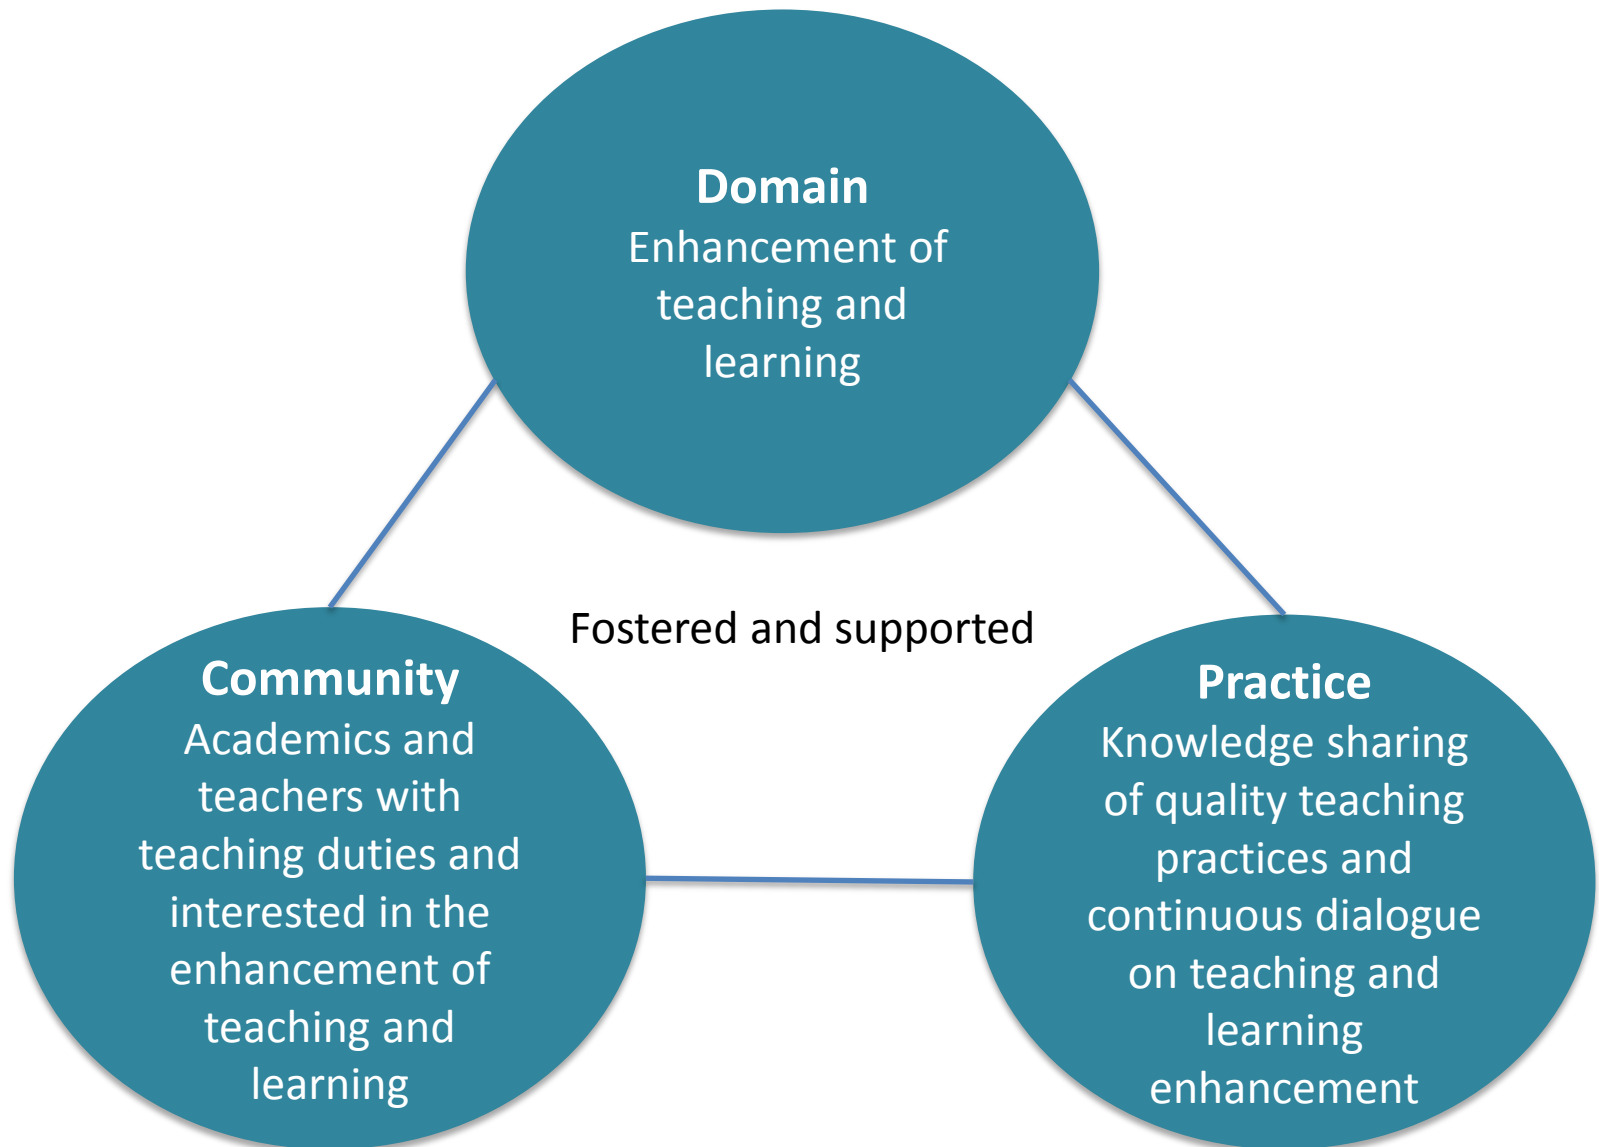 Domain
Enhancement of
teaching and
learning
Fostered and supported
Community
Academics and
teachers with
teaching duties and
interested in the
enhancement of
teaching and
learning
Practice
Knowledge sharing
of quality teaching
practices and
continuous dialogue
on teaching and
learning
enhancement